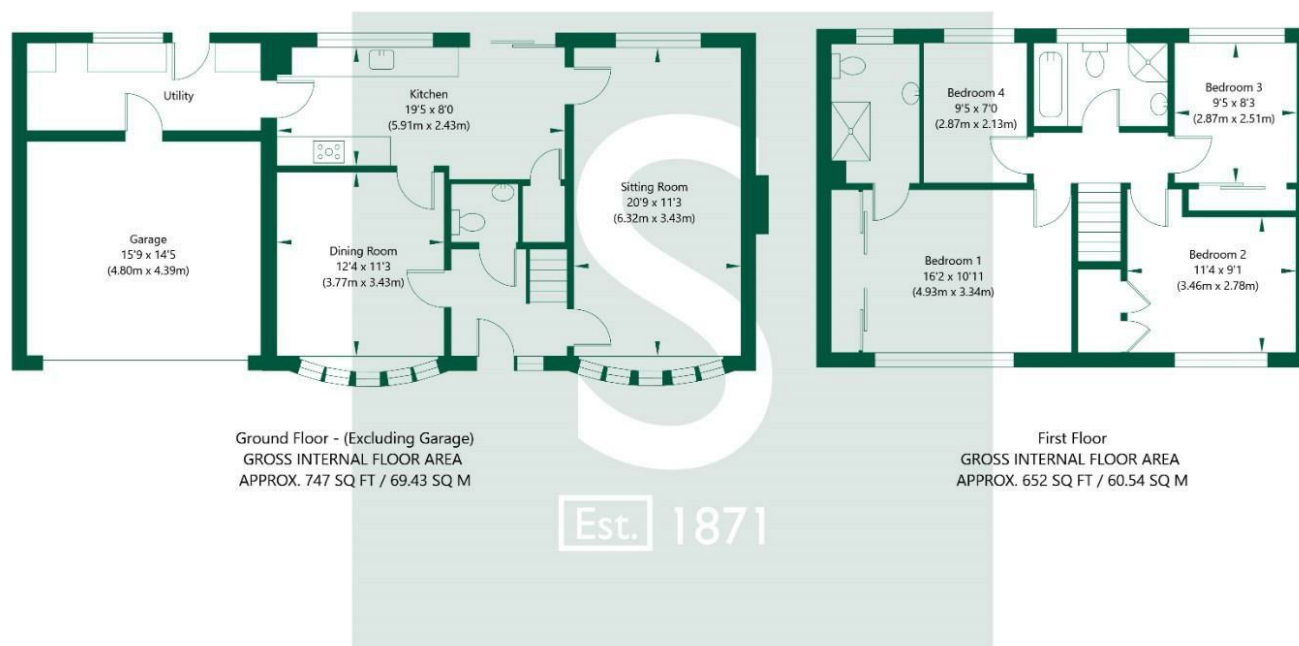 Utility
Kitchen
19'5 x 8'0
(5.91m x 2.43m)
Garage
15'9 x 14'5
(4.80m x 4.39m)
Dining Room
12'4 x 11'3
(3.77m x 3.43m)
Sitting Room
20'9 x 11'3
(6.32m x 3.43m)
Ground Floor - (Excluding Garage)
GROSS INTERNAL FLOOR AREA
APPROX. 747 SQ FT / 69.43 SQ M
Bedroom 4
9'5 x 7'0
(2.87m x 2.13m)
Bedroom 3
9'5 x 8'3
(2.87m x 2.51m)
Bedroom 1
16'2 x 10'11
(4.93m x 3.34m)
Bedroom 2
11'4 x 9'1
(3.46m x 2.78m)
First Floor
GROSS INTERNAL FLOOR AREA
APPROX. 652 SQ FT / 60.54 SQ M
S
Est. 1871